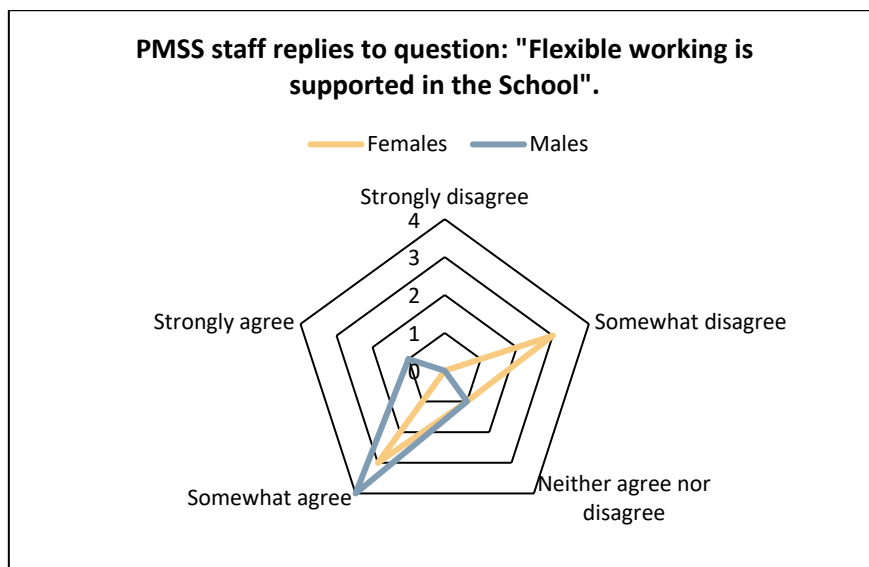 PMSS staff replies to question: "Flexible working is
supported in the School".
Females Males
Strongly disagree
4
3
2
1
0
Somewhat disagree
Strongly agree
Neither agree nor
disagree
Somewhat agree